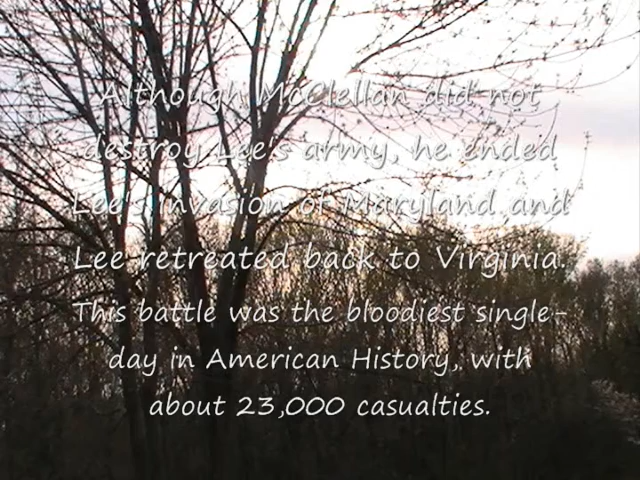 Although McClellan did not
destroy Lee's army, he ended
Lee's invasion of Maryland and
Lee retreated back to Virginia.
This battle was the bloodiest single-
day in American History, with
about 23,000 casualties.